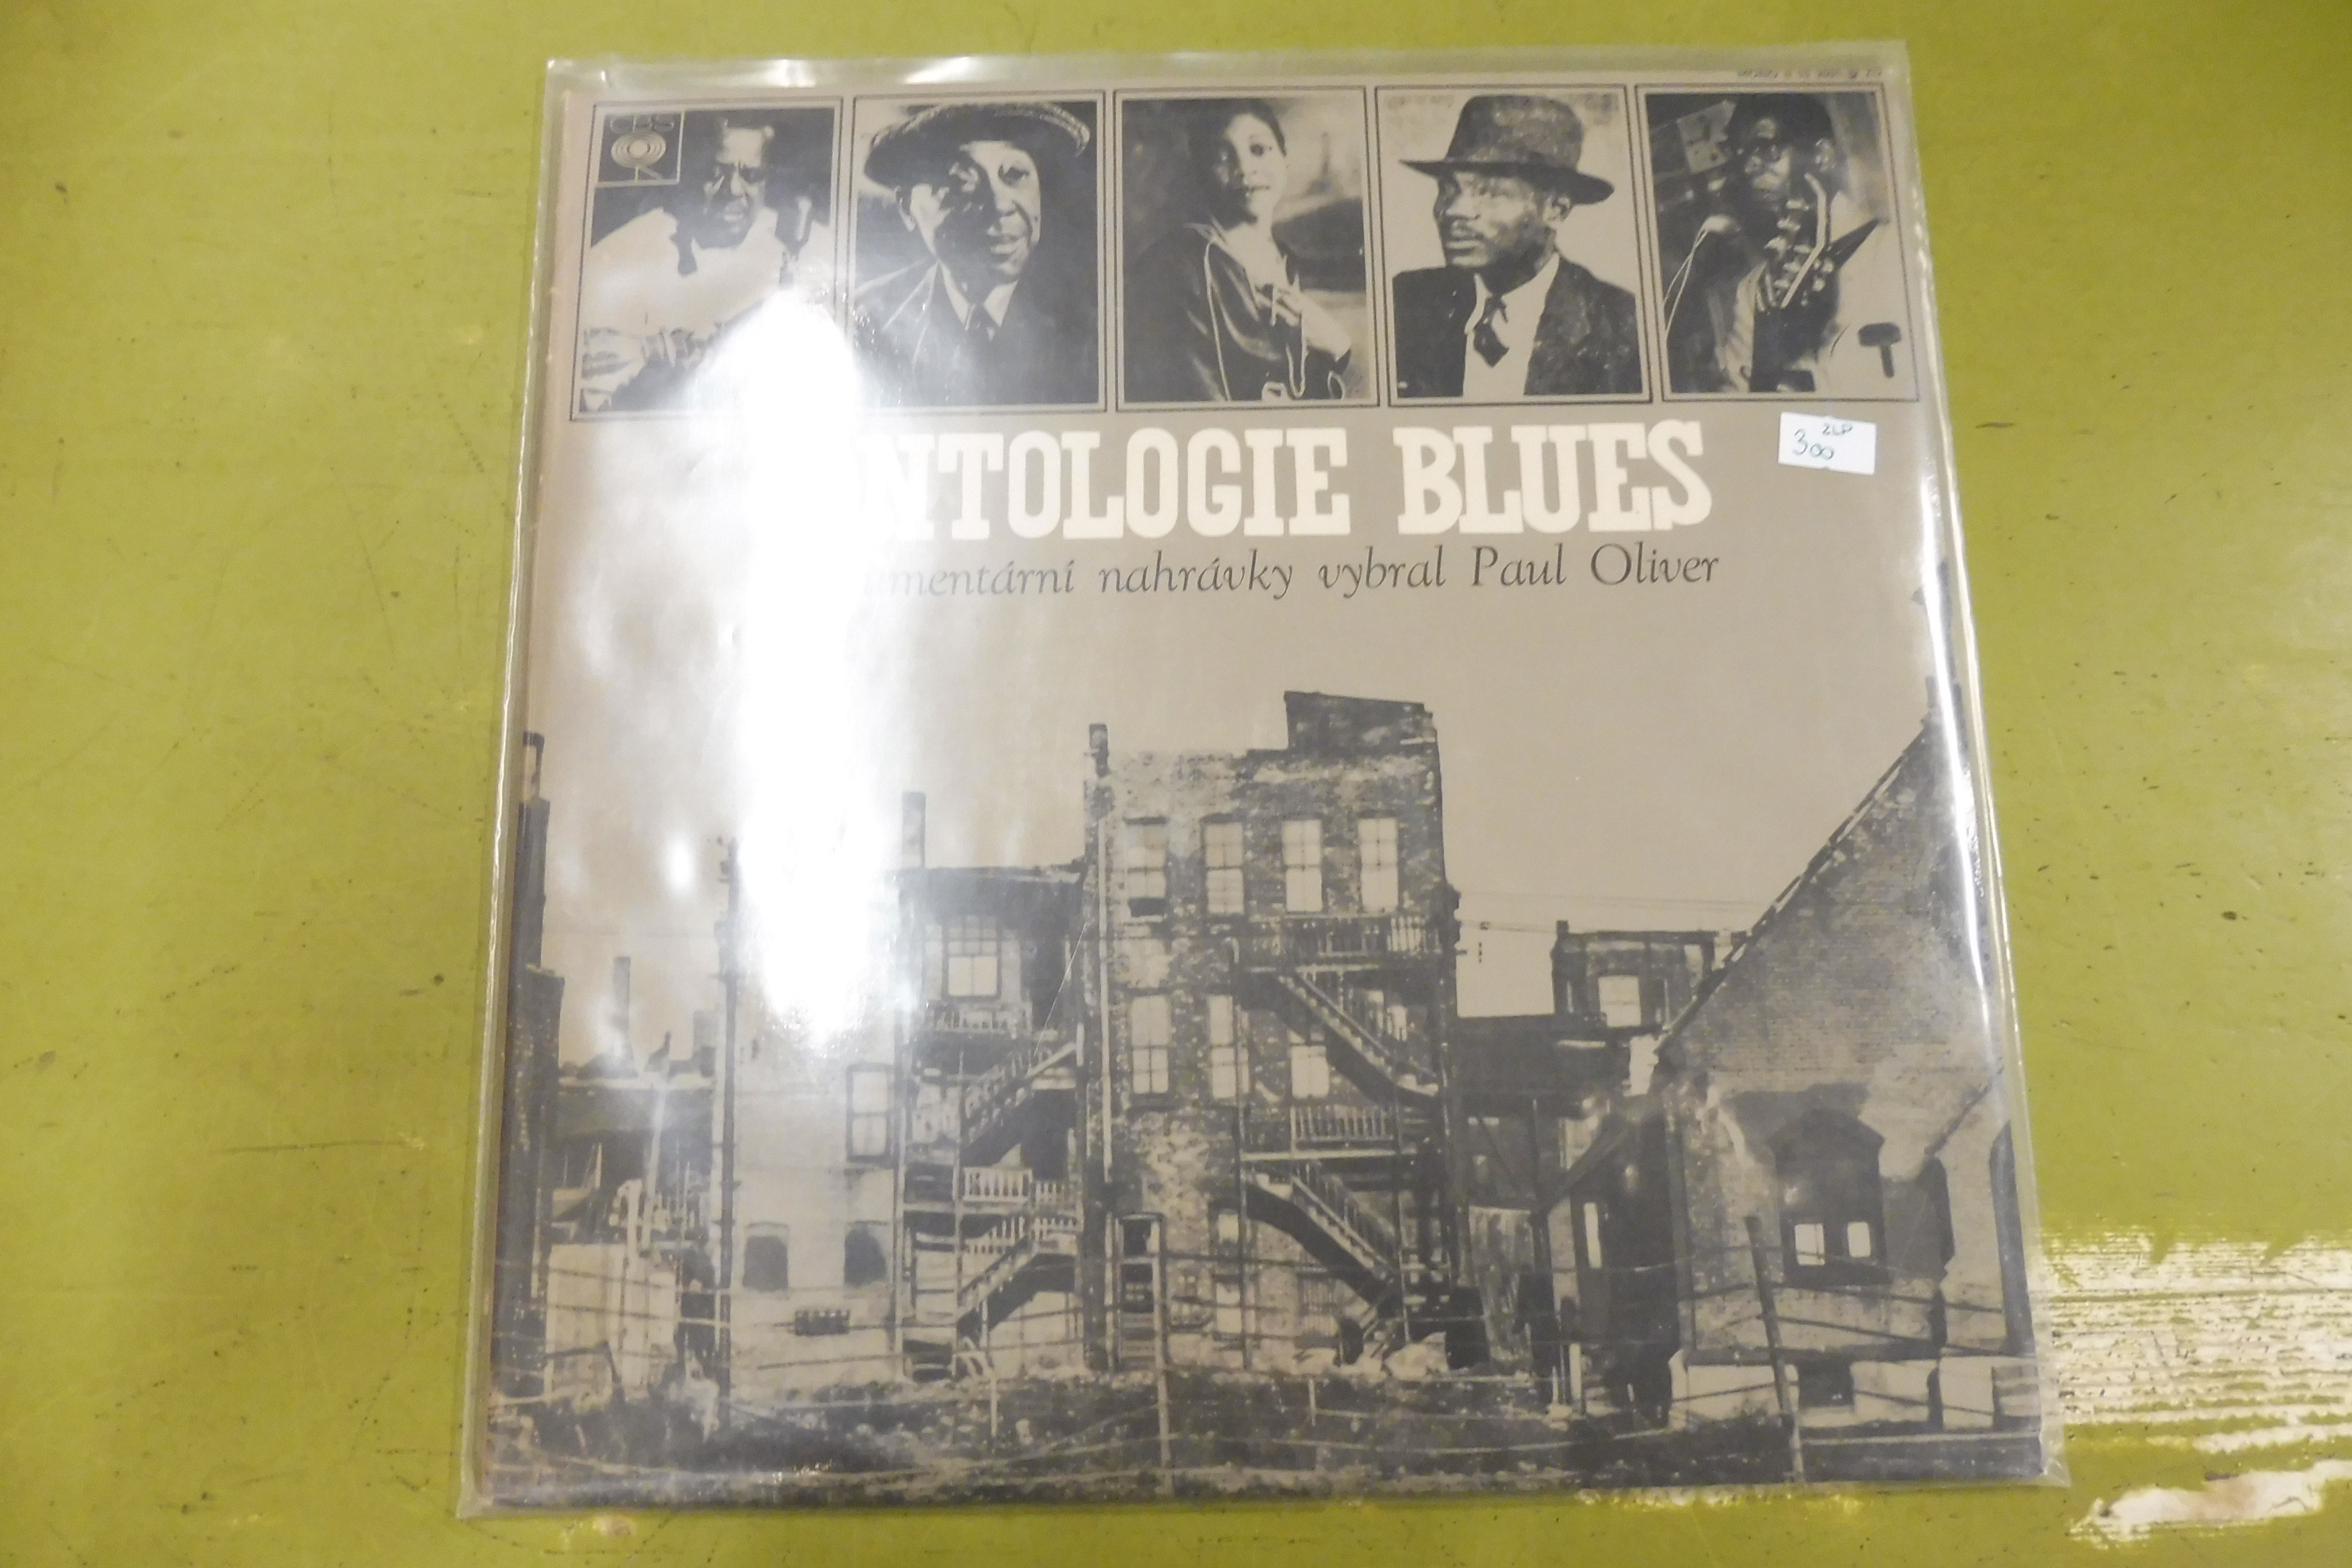 CBS
NTOLOGIE BLUES
mentární nahrávky vybral Paul Oliver
2LP
300